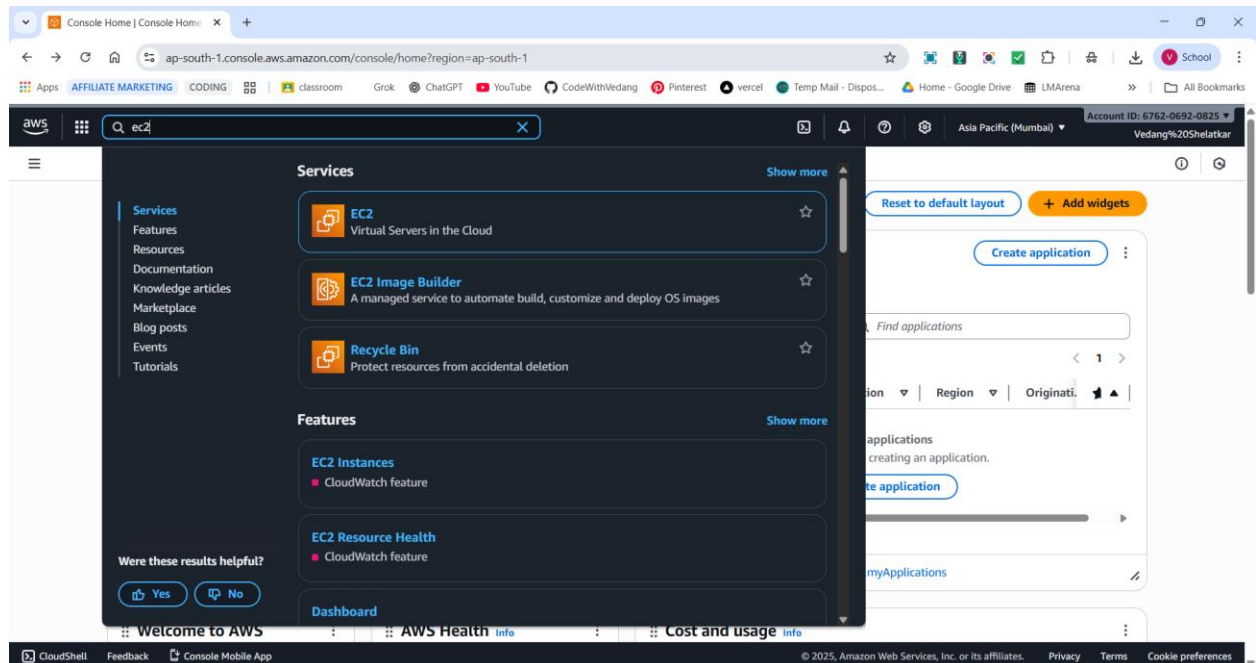 Console Home | Console Home
ap-south-1.console.aws.amazon.com/console/home?region=ap-south-1
School
Apps AFFILIATE MARKETING CODING classroom Grok ChatGPT YouTube CodeWithVedang Pinterest vercel Temp Mail - Dispos... Home - Google Drive LMArena » All Bookmarks
aws ec2 Asia Pacific (Mumbai) ▼ Account ID: 6762-0692-0825 ▼
Vedang%20Shelatkar
Services Show more
Reset to default layout + Add widgets
Services
Features
Resources
Documentation
Knowledge articles
Marketplace
Blog posts
Events
Tutorials
EC2
Virtual Servers in the Cloud
EC2 Image Builder
A managed service to automate build, customize and deploy OS images
Recycle Bin
Protect resources from accidental deletion
Features Show more
EC2 Instances
CloudWatch feature
EC2 Resource Health
CloudWatch feature
Dashboard
Were these results helpful?
Yes No
Create application
Find applications
1
ion Region Originati.
applications
creating an application.
te application
myApplications
Welcome to AWS AWS Health Info Cost and usage Info
CloudShell Feedback Console Mobile App © 2025, Amazon Web Services, Inc. or its affiliates. Privacy Terms Cookie preferences